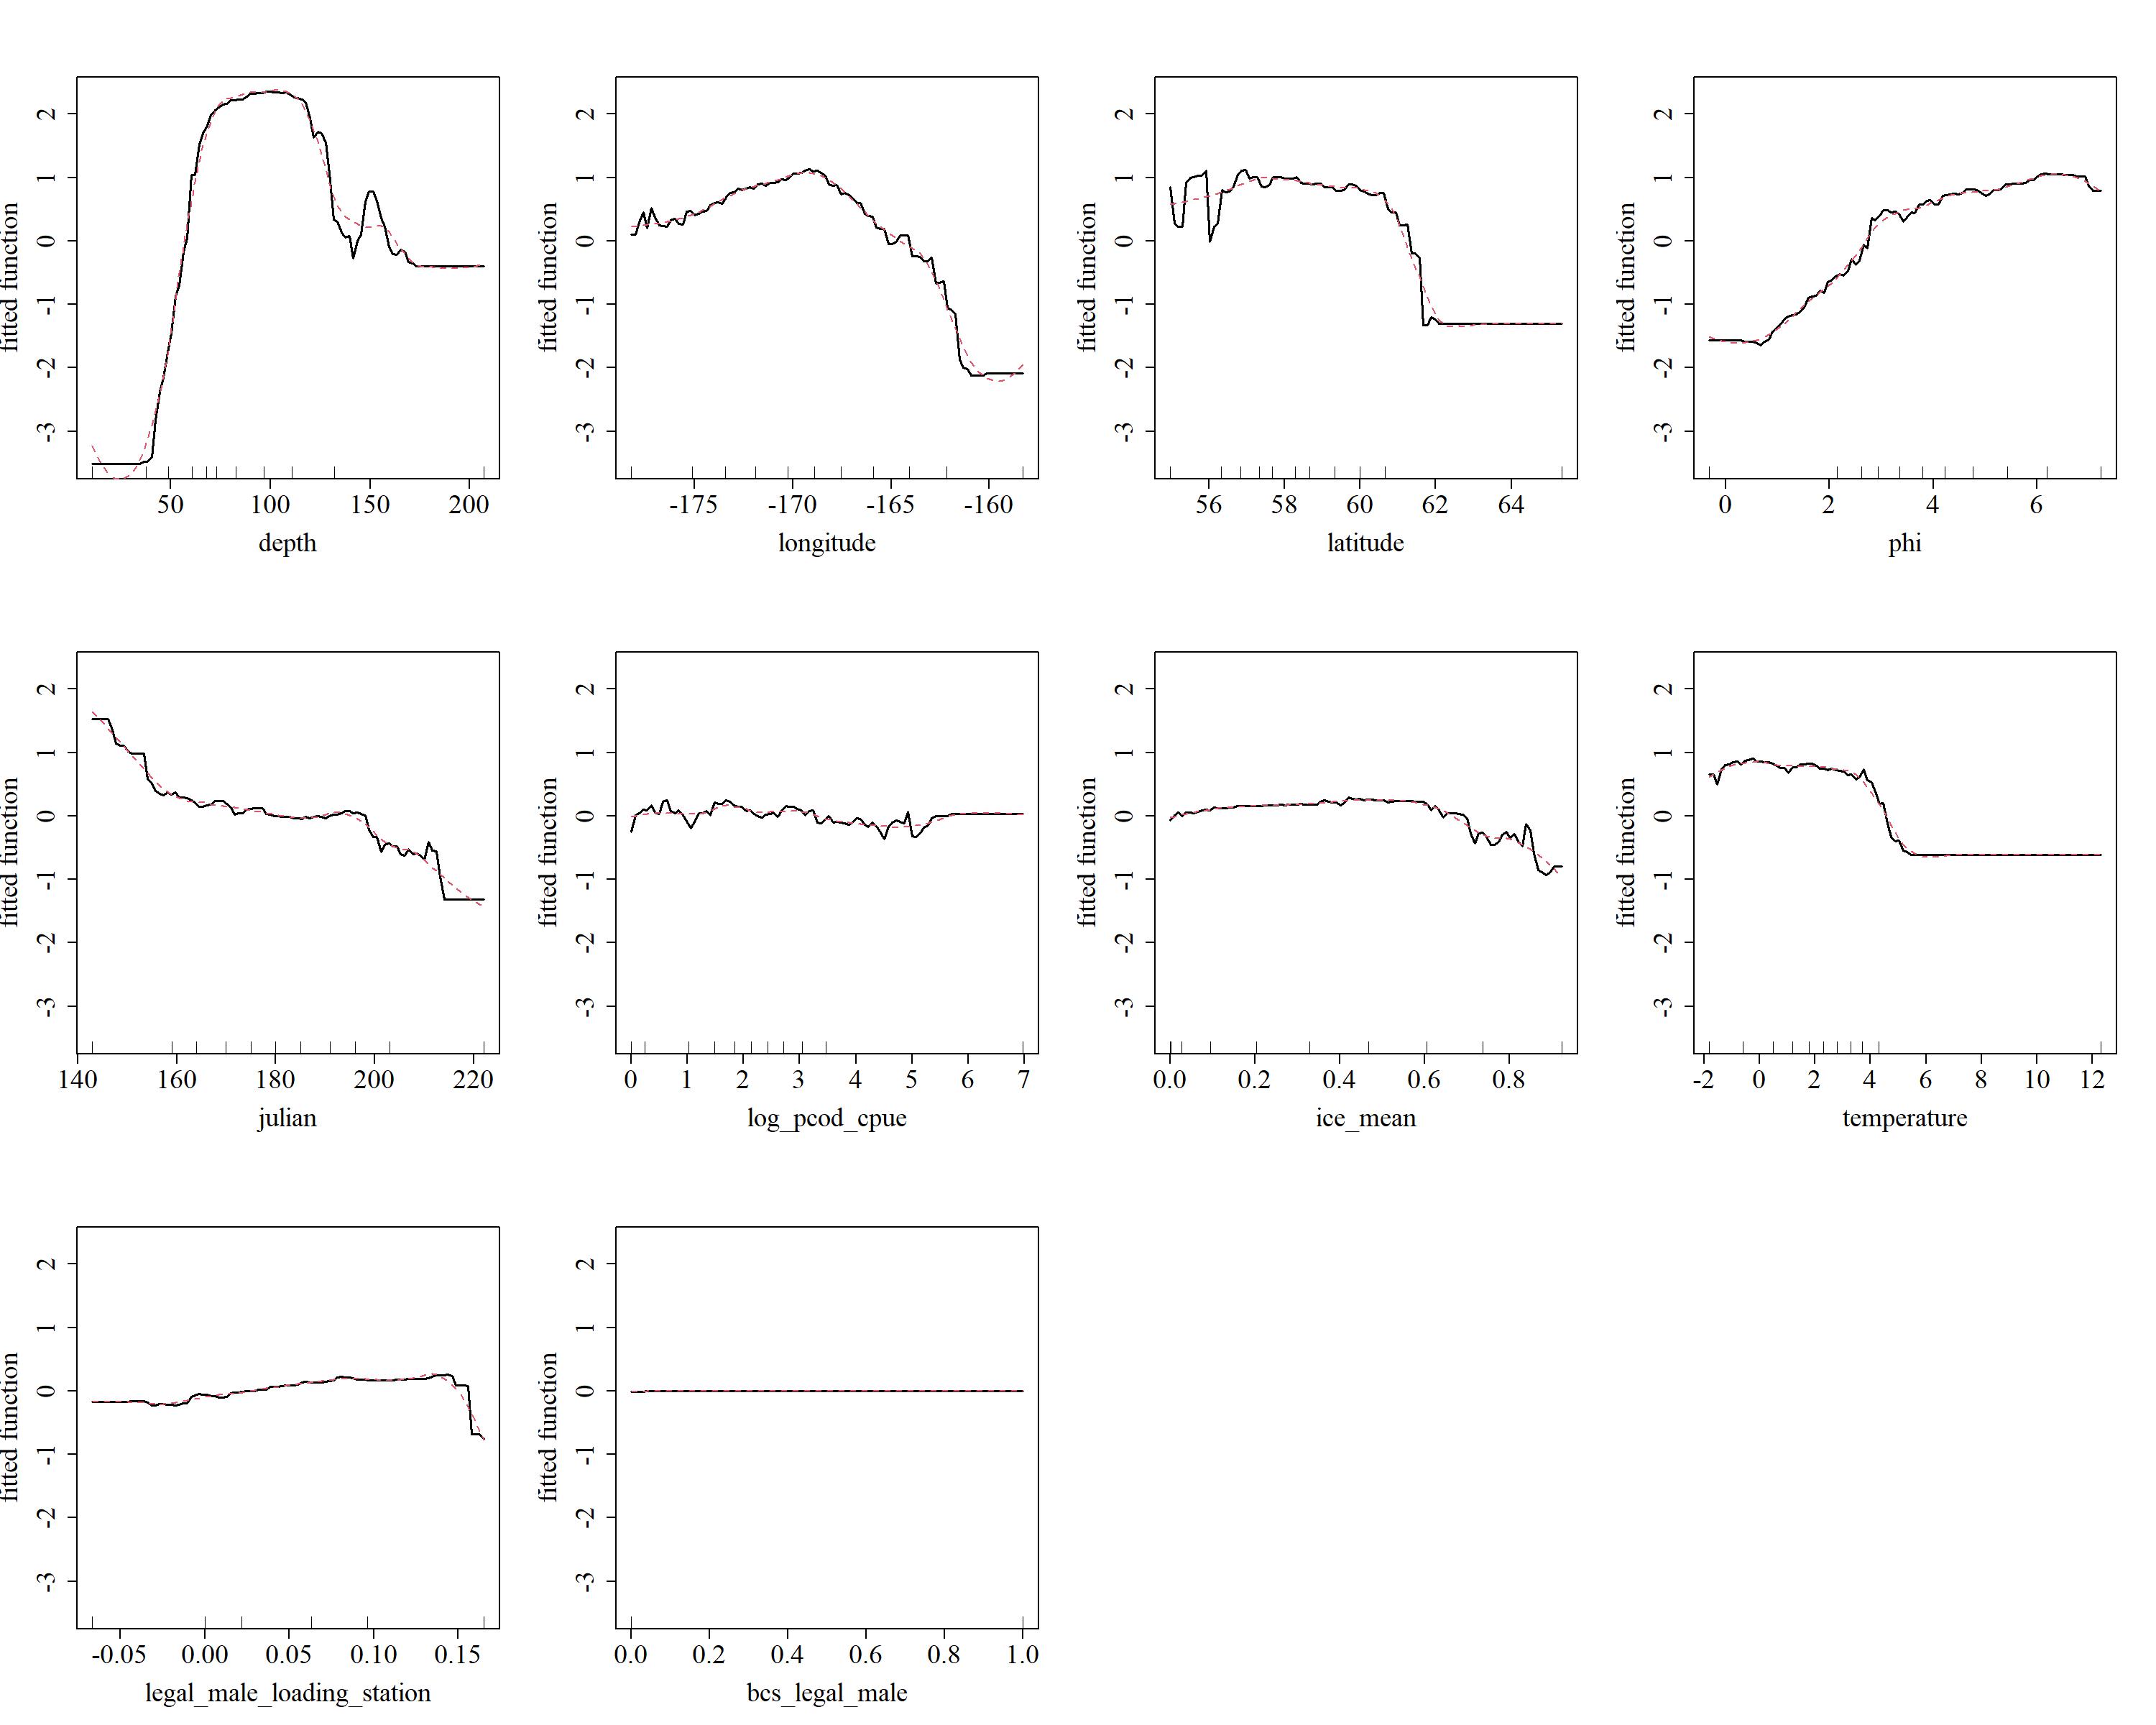 fitted function
2
1
0
-1
-2
-3
50 100 150 200
depth
fitted function
2
1
0
-1
-2
-3
-175 -170 -165 -160
longitude
fitted function
2
1
0
-1
-2
-3
56 58 60 62 64
latitude
fitted function
2
1
0
-1
-2
-3
0 2 4 6
phi
fitted function
2
1
0
-1
-2
-3
140 160 180 200 220
julian
fitted function
2
1
0
-1
-2
-3
0 1 2 3 4 5 6 7
log_pcod_cpue
fitted function
2
1
0
-1
-2
-3
0.0 0.2 0.4 0.6 0.8
ice_mean
fitted function
2
1
0
-1
-2
-3
-2 0 2 4 6 8 10 12
temperature
fitted function
2
1
0
-1
-2
-3
-0.05 0.00 0.05 0.10 0.15
legal_male_loading_station
fitted function
2
1
0
-1
-2
-3
0.0 0.2 0.4 0.6 0.8 1.0
bcs_legal_male